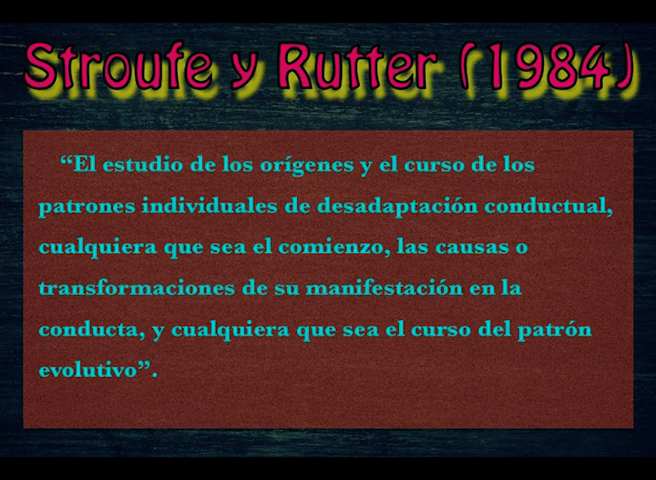 Stroufe y Rutter (1984)
“El estudio de los orígenes y el curso de los
patrones individuales de desadaptación conductual,
cualquiera que sea el comienzo, las causas o
transformaciones de su manifestación en la
conducta, y cualquiera que sea el curso del patrón
evolutivo”.